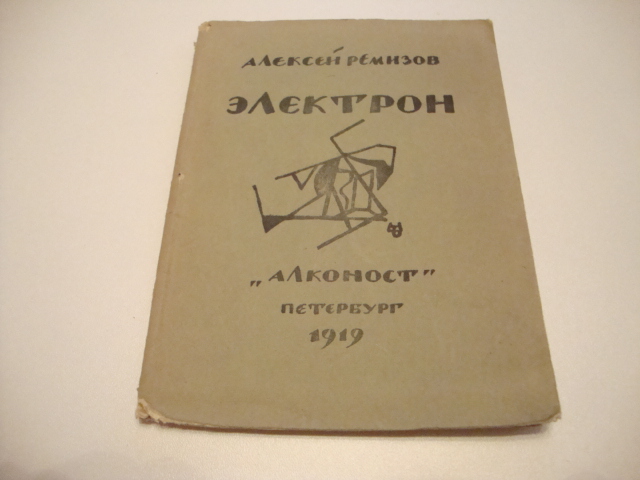 АЛЕКСЕЙ РЕМИЗОВ
ЭЛЕКТРОН
„АЛКОНОСТ"
ПЕТЕРБУРГ
1919